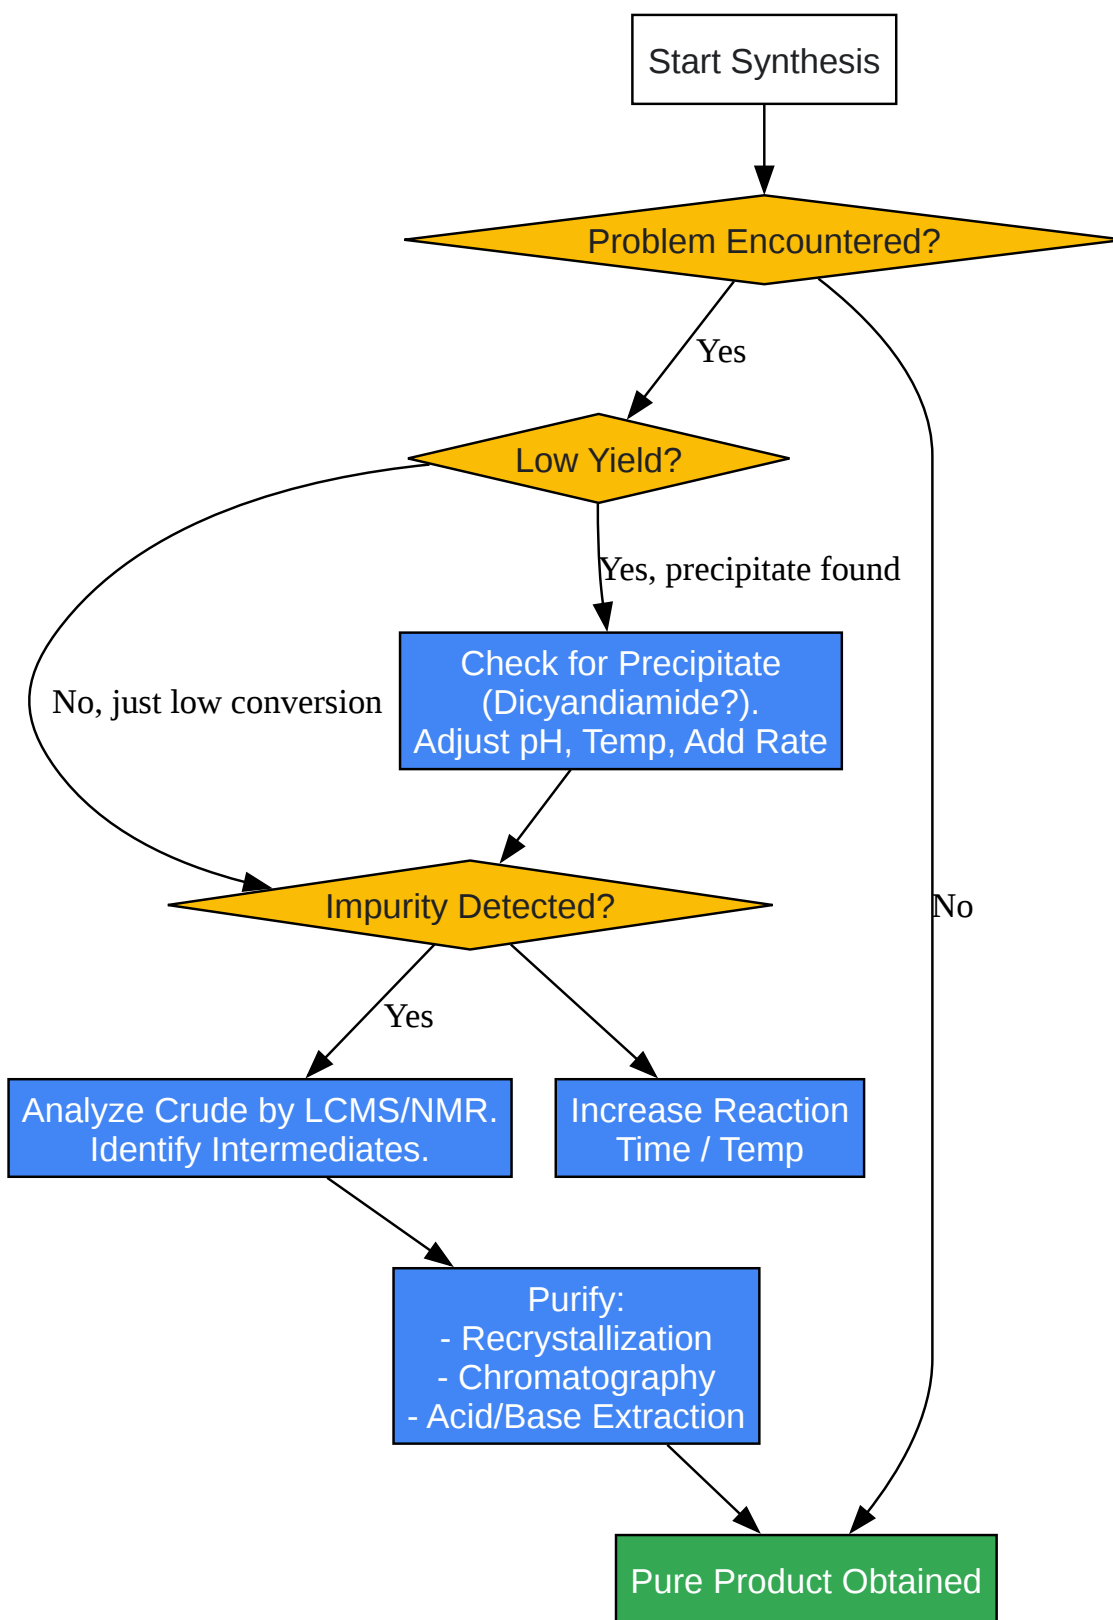 Start Synthesis
Problem Encountered?
Yes
Low Yield?
Yes, precipitate found
Check for Precipitate
(Dicyandiamide?).
Adjust pH, Temp, Add Rate
No, just low conversion
Impurity Detected?
No
Yes
Analyze Crude by LCMS/NMR.
Identify Intermediates.
Increase Reaction
Time / Temp
Purify:
- Recrystallization
- Chromatography
- Acid/Base Extraction
Pure Product Obtained